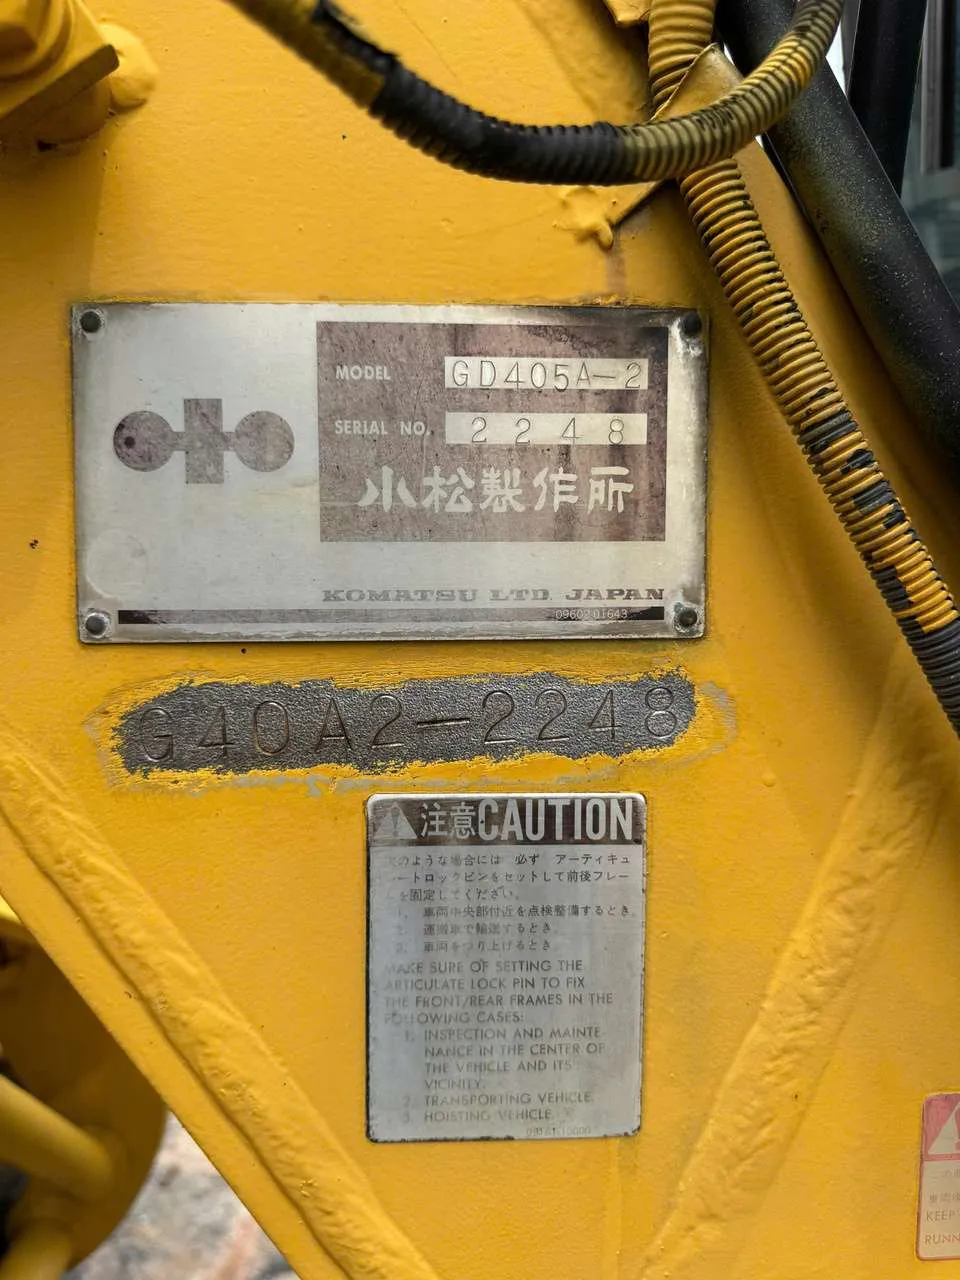 MODEL GD405A-2
SERIAL NO. 2248
小松製作所
KOMATSU LTD. JAPAN
09602 01643
G40A2-2248
注意CAUTION
のような場合には 必ず アーティキュ
ートロックピンをセットして前後フレー
を固定してください。
1. 車両中央部付近を点検整備するとき。
2. 運搬車で輸送するとき。
3. 車両をつり上げるとき。
MAKE SURE OF SETTING THE
ARTICULATE LOCK PIN TO FIX
THE FRONT/REAR FRAMES IN THE
FOLLOWING CASES:
1. INSPECTION AND MAINTE-
NANCE IN THE CENTER OF
THE VEHICLE AND ITS
VICINITY.
2. TRANSPORTING VEHICLE.
3. HOISTING VEHICLE.
この
KEEP
RUNN